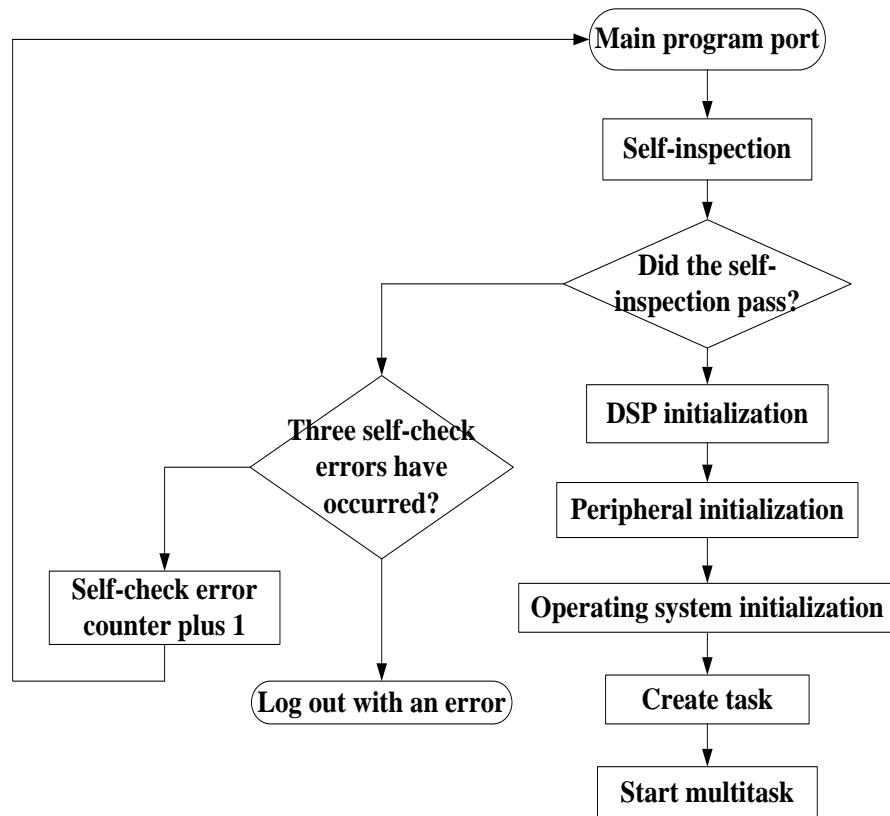 Main program port
Self-inspection
Did the self-
inspection pass?
DSP initialization
Three self-check
errors have
occurred?
Peripheral initialization
Self-check error
counter plus 1
Operating system initialization
Log out with an error
Create task
Start multitask